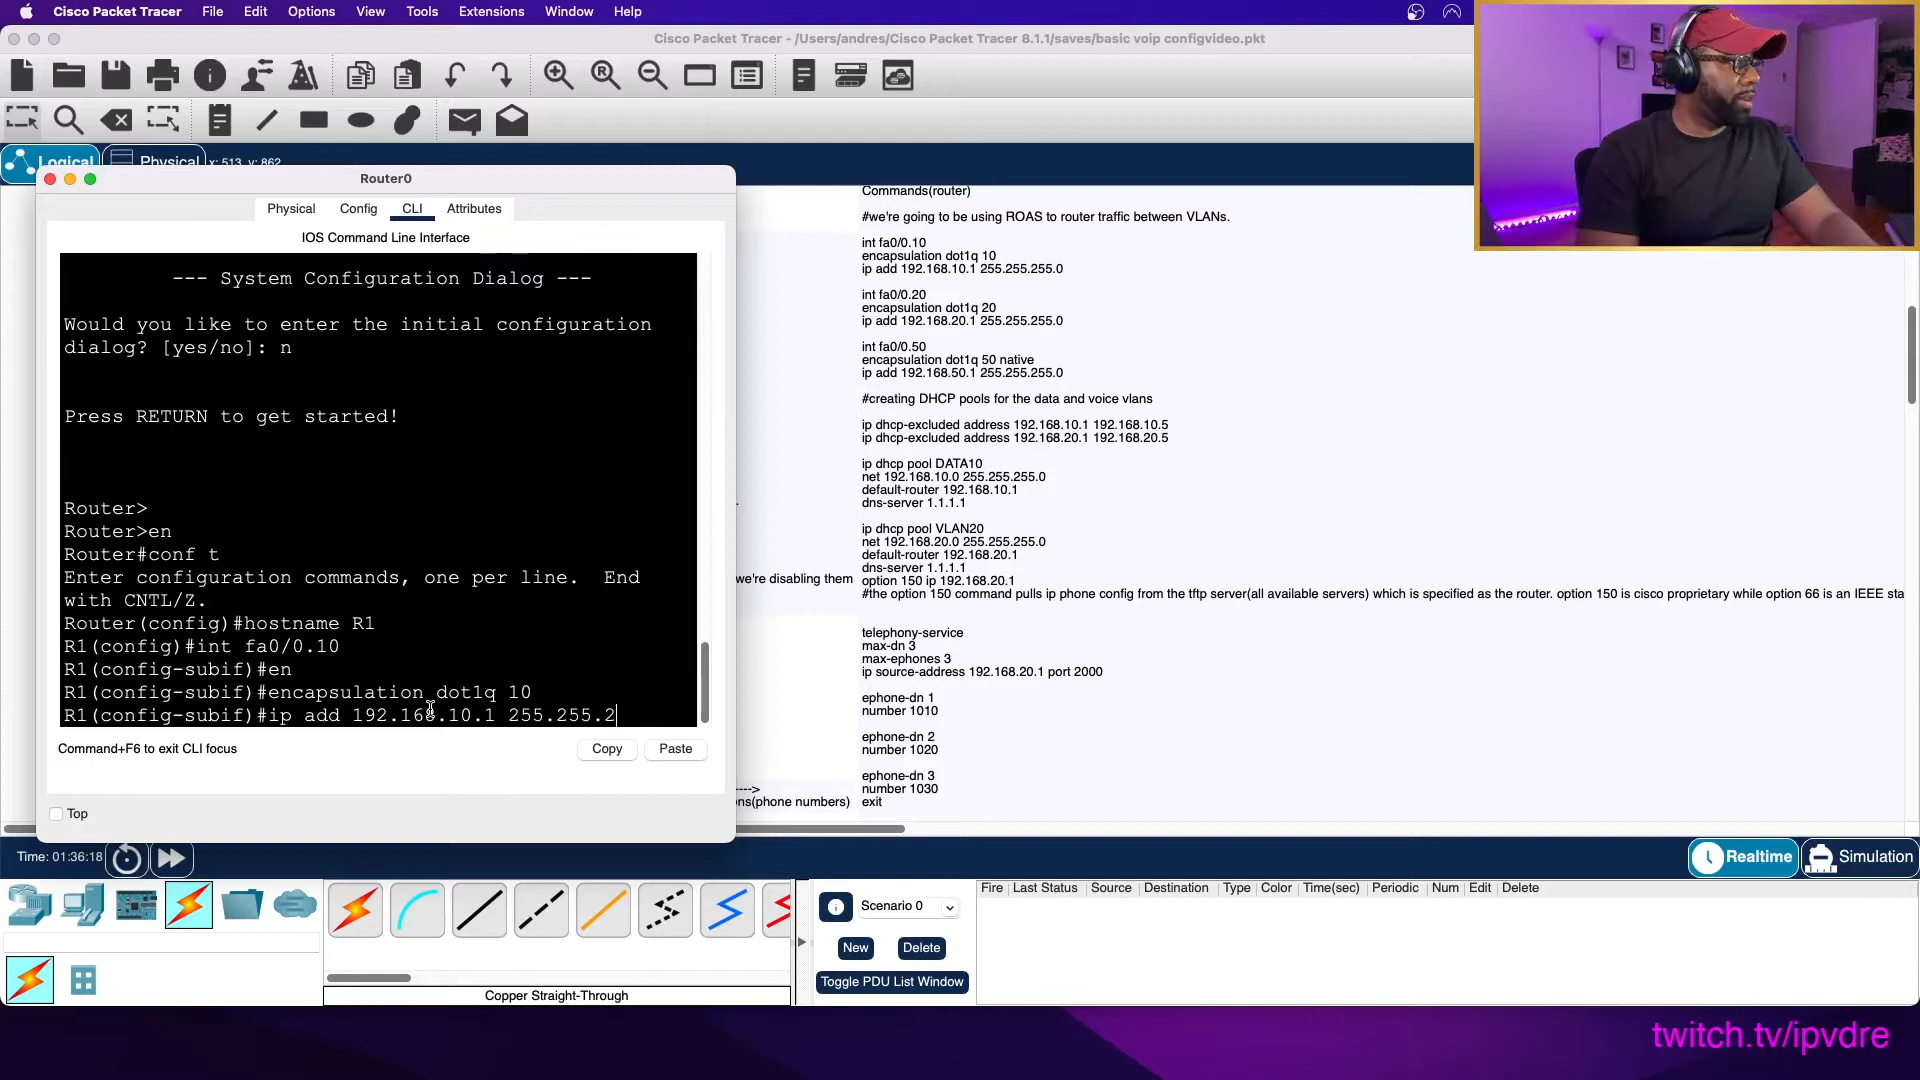 Cisco Packet Tracer File Edit Options View Tools Extensions Window Help
Cisco Packet Tracer - /Users/andres/Cisco Packet Tracer 8.1.1/saves/basic voip configvideo.pkt
Logical Physical x: 513, y: 862
Router0
Physical Config CLI Attributes
IOS Command Line Interface
--- System Configuration Dialog ---
Would you like to enter the initial configuration
dialog? [yes/no]: n
Press RETURN to get started!
Router>
Router>en
Router#conf t
Enter configuration commands, one per line. End
with CNTL/Z.
Router(config)#hostname R1
R1(config)#int fa0/0.10
R1(config-subif)#en
R1(config-subif)#encapsulation dot1q 10
R1(config-subif)#ip add 192.168.10.1 255.255.2
Command+F6 to exit CLI focus
Copy Paste
Top
Commands(router)
#we're going to be using ROAS to router traffic between VLANs.
int fa0/0.10
encapsulation dot1q 10
ip add 192.168.10.1 255.255.255.0
int fa0/0.20
encapsulation dot1q 20
ip add 192.168.20.1 255.255.255.0
int fa0/0.50
encapsulation dot1q 50 native
ip add 192.168.50.1 255.255.255.0
#creating DHCP pools for the data and voice vlans
ip dhcp-excluded address 192.168.10.1 192.168.10.5
ip dhcp-excluded address 192.168.20.1 192.168.20.5
ip dhcp pool DATA10
net 192.168.10.0 255.255.255.0
default-router 192.168.10.1
dns-server 1.1.1.1
ip dhcp pool VLAN20
net 192.168.20.0 255.255.255.0
default-router 192.168.20.1
dns-server 1.1.1.1
we're disabling them
option 150 ip 192.168.20.1
#the option 150 command pulls ip phone config from the tftp server(all available servers) which is specified as the router. option 150 is cisco proprietary while option 66 is an IEEE sta
telephony-service
max-dn 3
max-ephones 3
ip source-address 192.168.20.1 port 2000
ephone-dn 1
number 1010
ephone-dn 2
number 1020
ephone-dn 3
---->
number 1030
ns(phone numbers)
exit
Time: 01:36:18
Realtime Simulation
Scenario 0
New Delete
Toggle PDU List Window
Fire Last Status Source Destination Type Color Time(sec) Periodic Num Edit Delete
Copper Straight-Through
twitch.tv/ipvdre